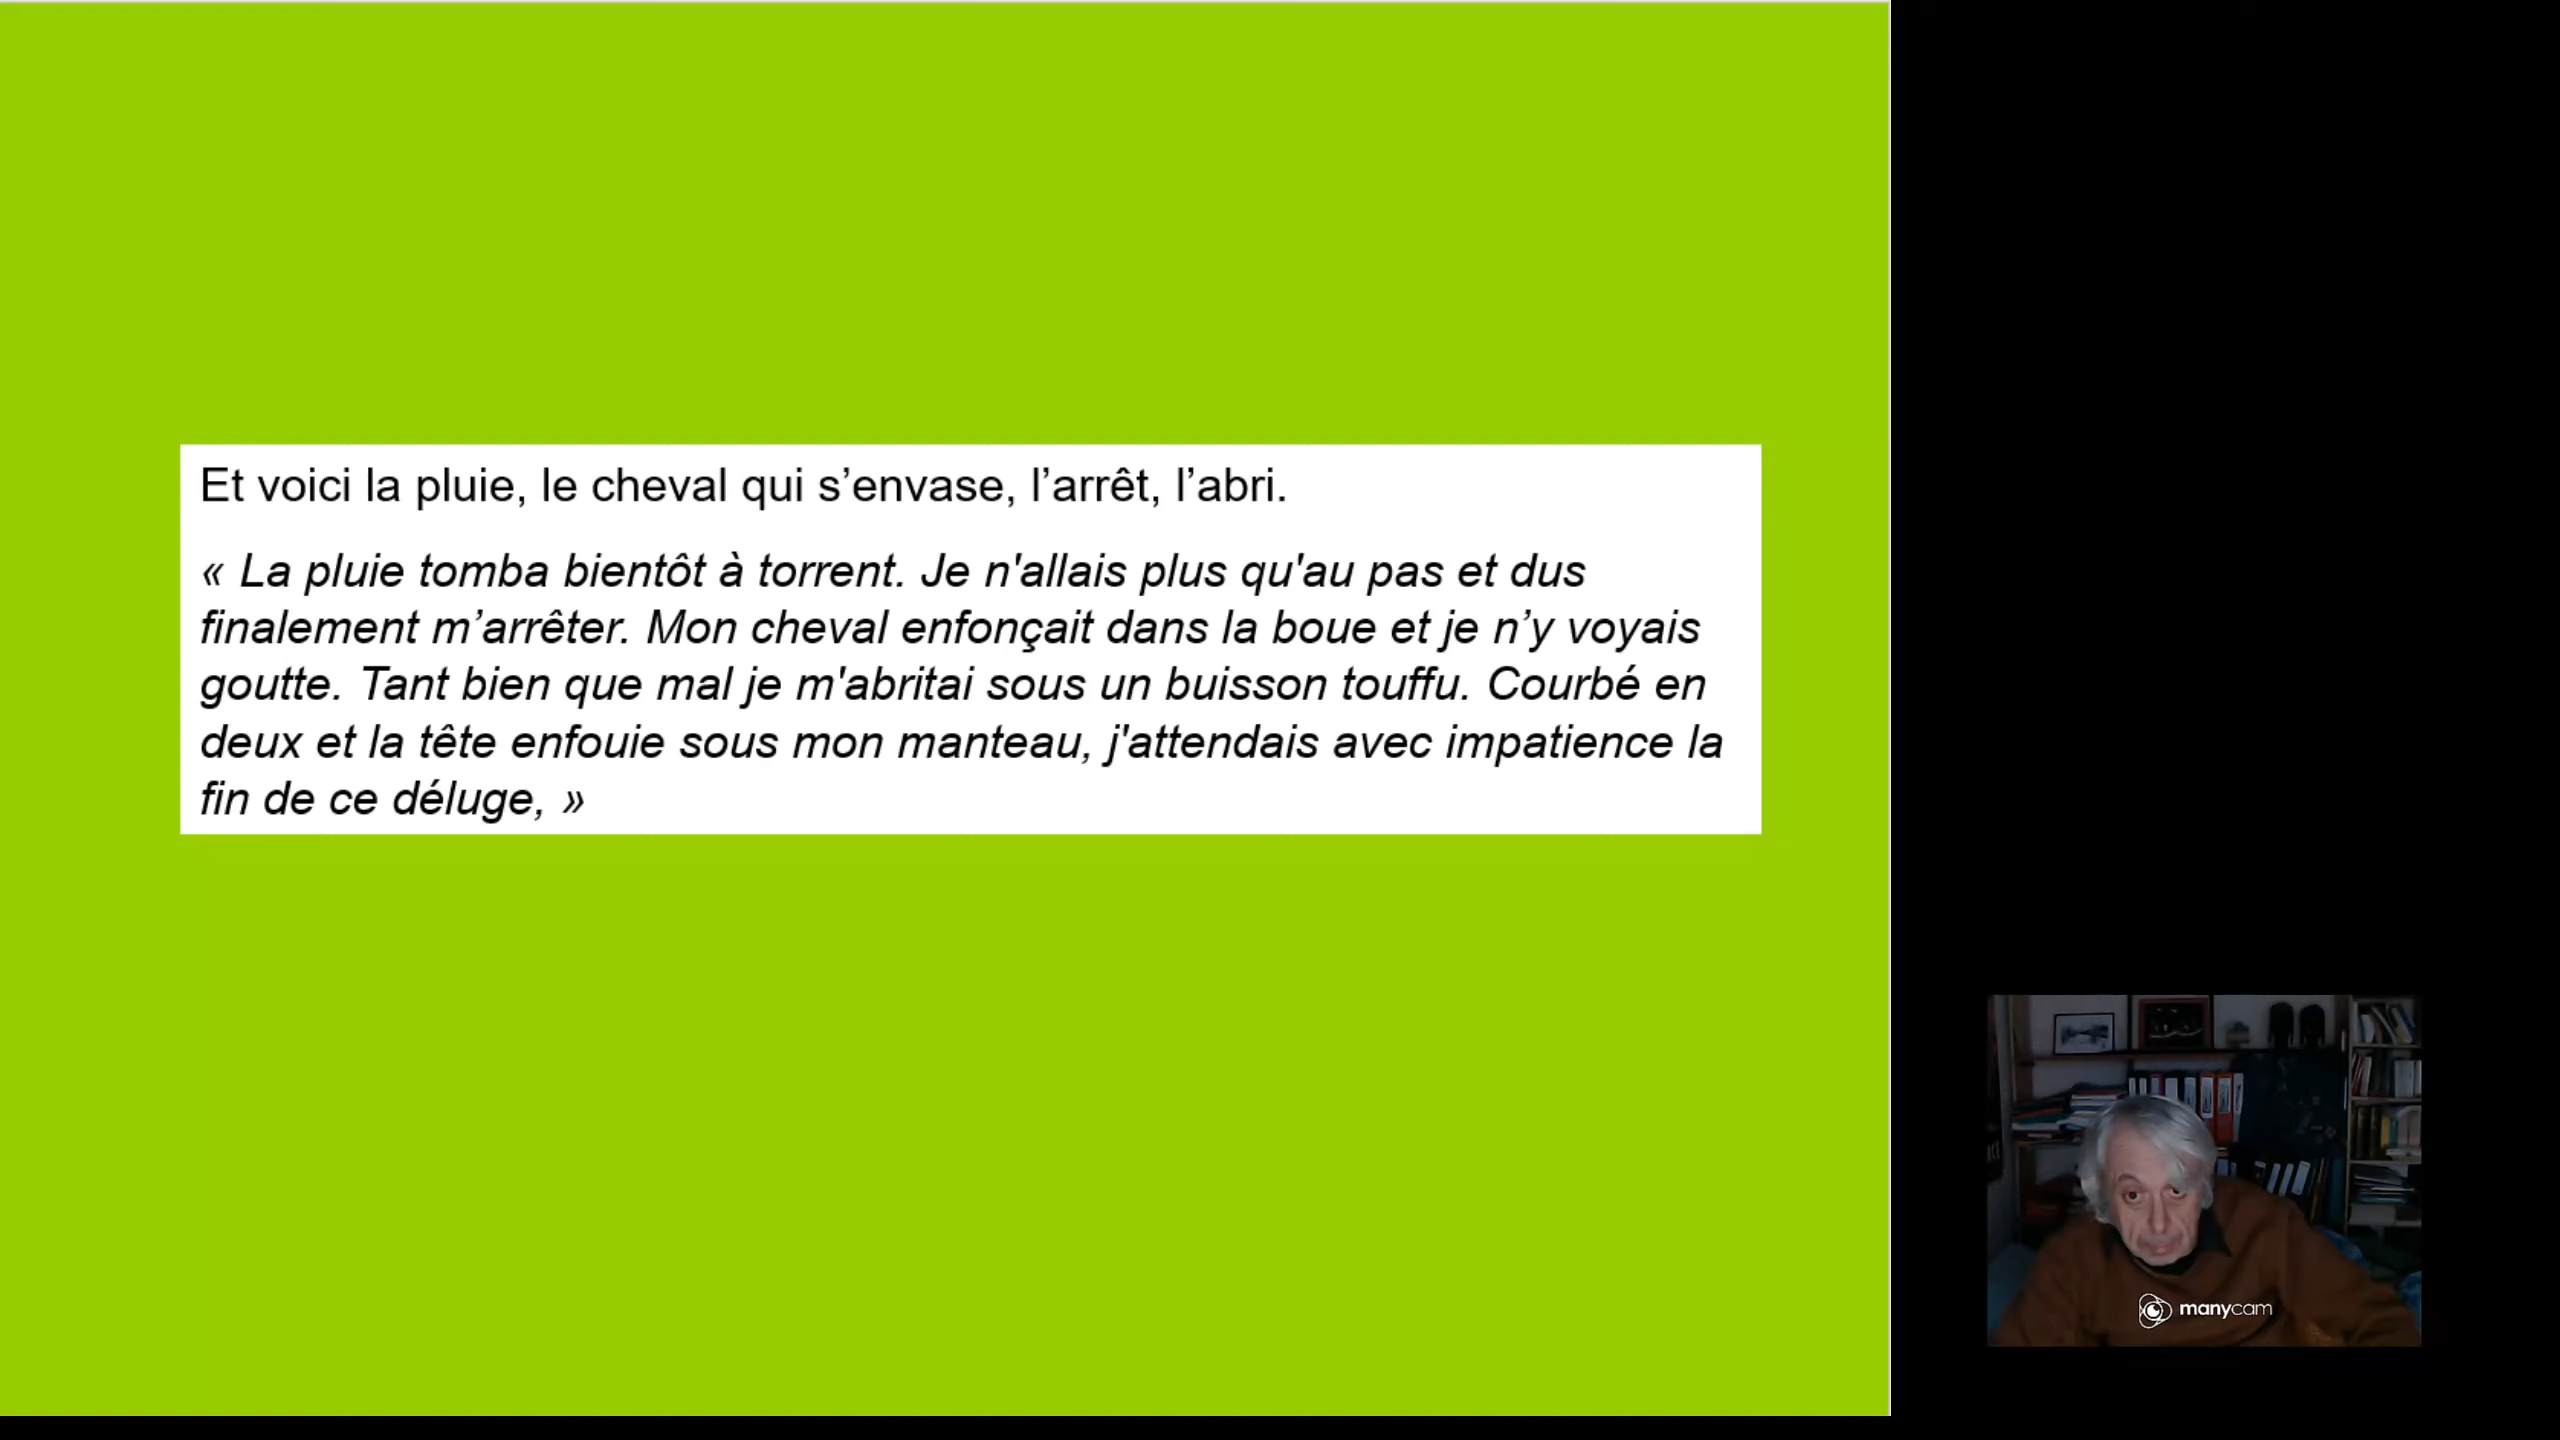 Et voici la pluie, le cheval qui s’envase, l’arrêt, l’abri.
« La pluie tomba bientôt à torrent. Je n'allais plus qu'au pas et dus
finalement m’arrêter. Mon cheval enfonçait dans la boue et je n’y voyais
goutte. Tant bien que mal je m'abritai sous un buisson touffu. Courbé en
deux et la tête enfouie sous mon manteau, j'attendais avec impatience la
fin de ce déluge, »
manycam